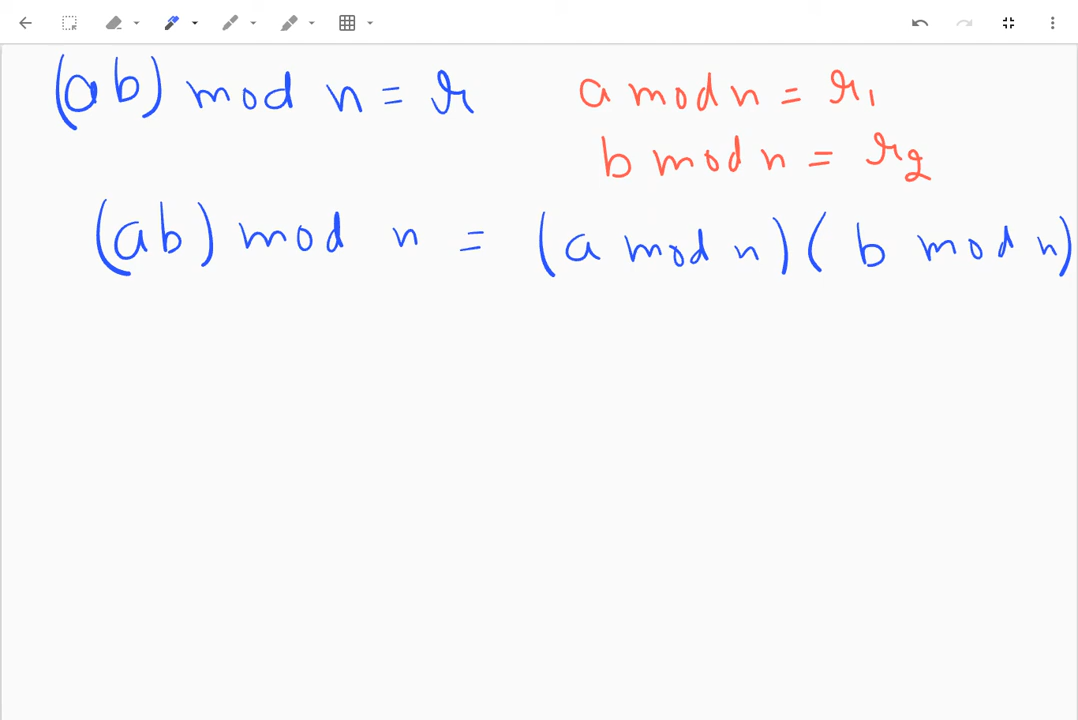 (ab) mod n = r
a mod n = r₁
b mod n = r₂
(ab) mod n = (a mod n)(b mod n)